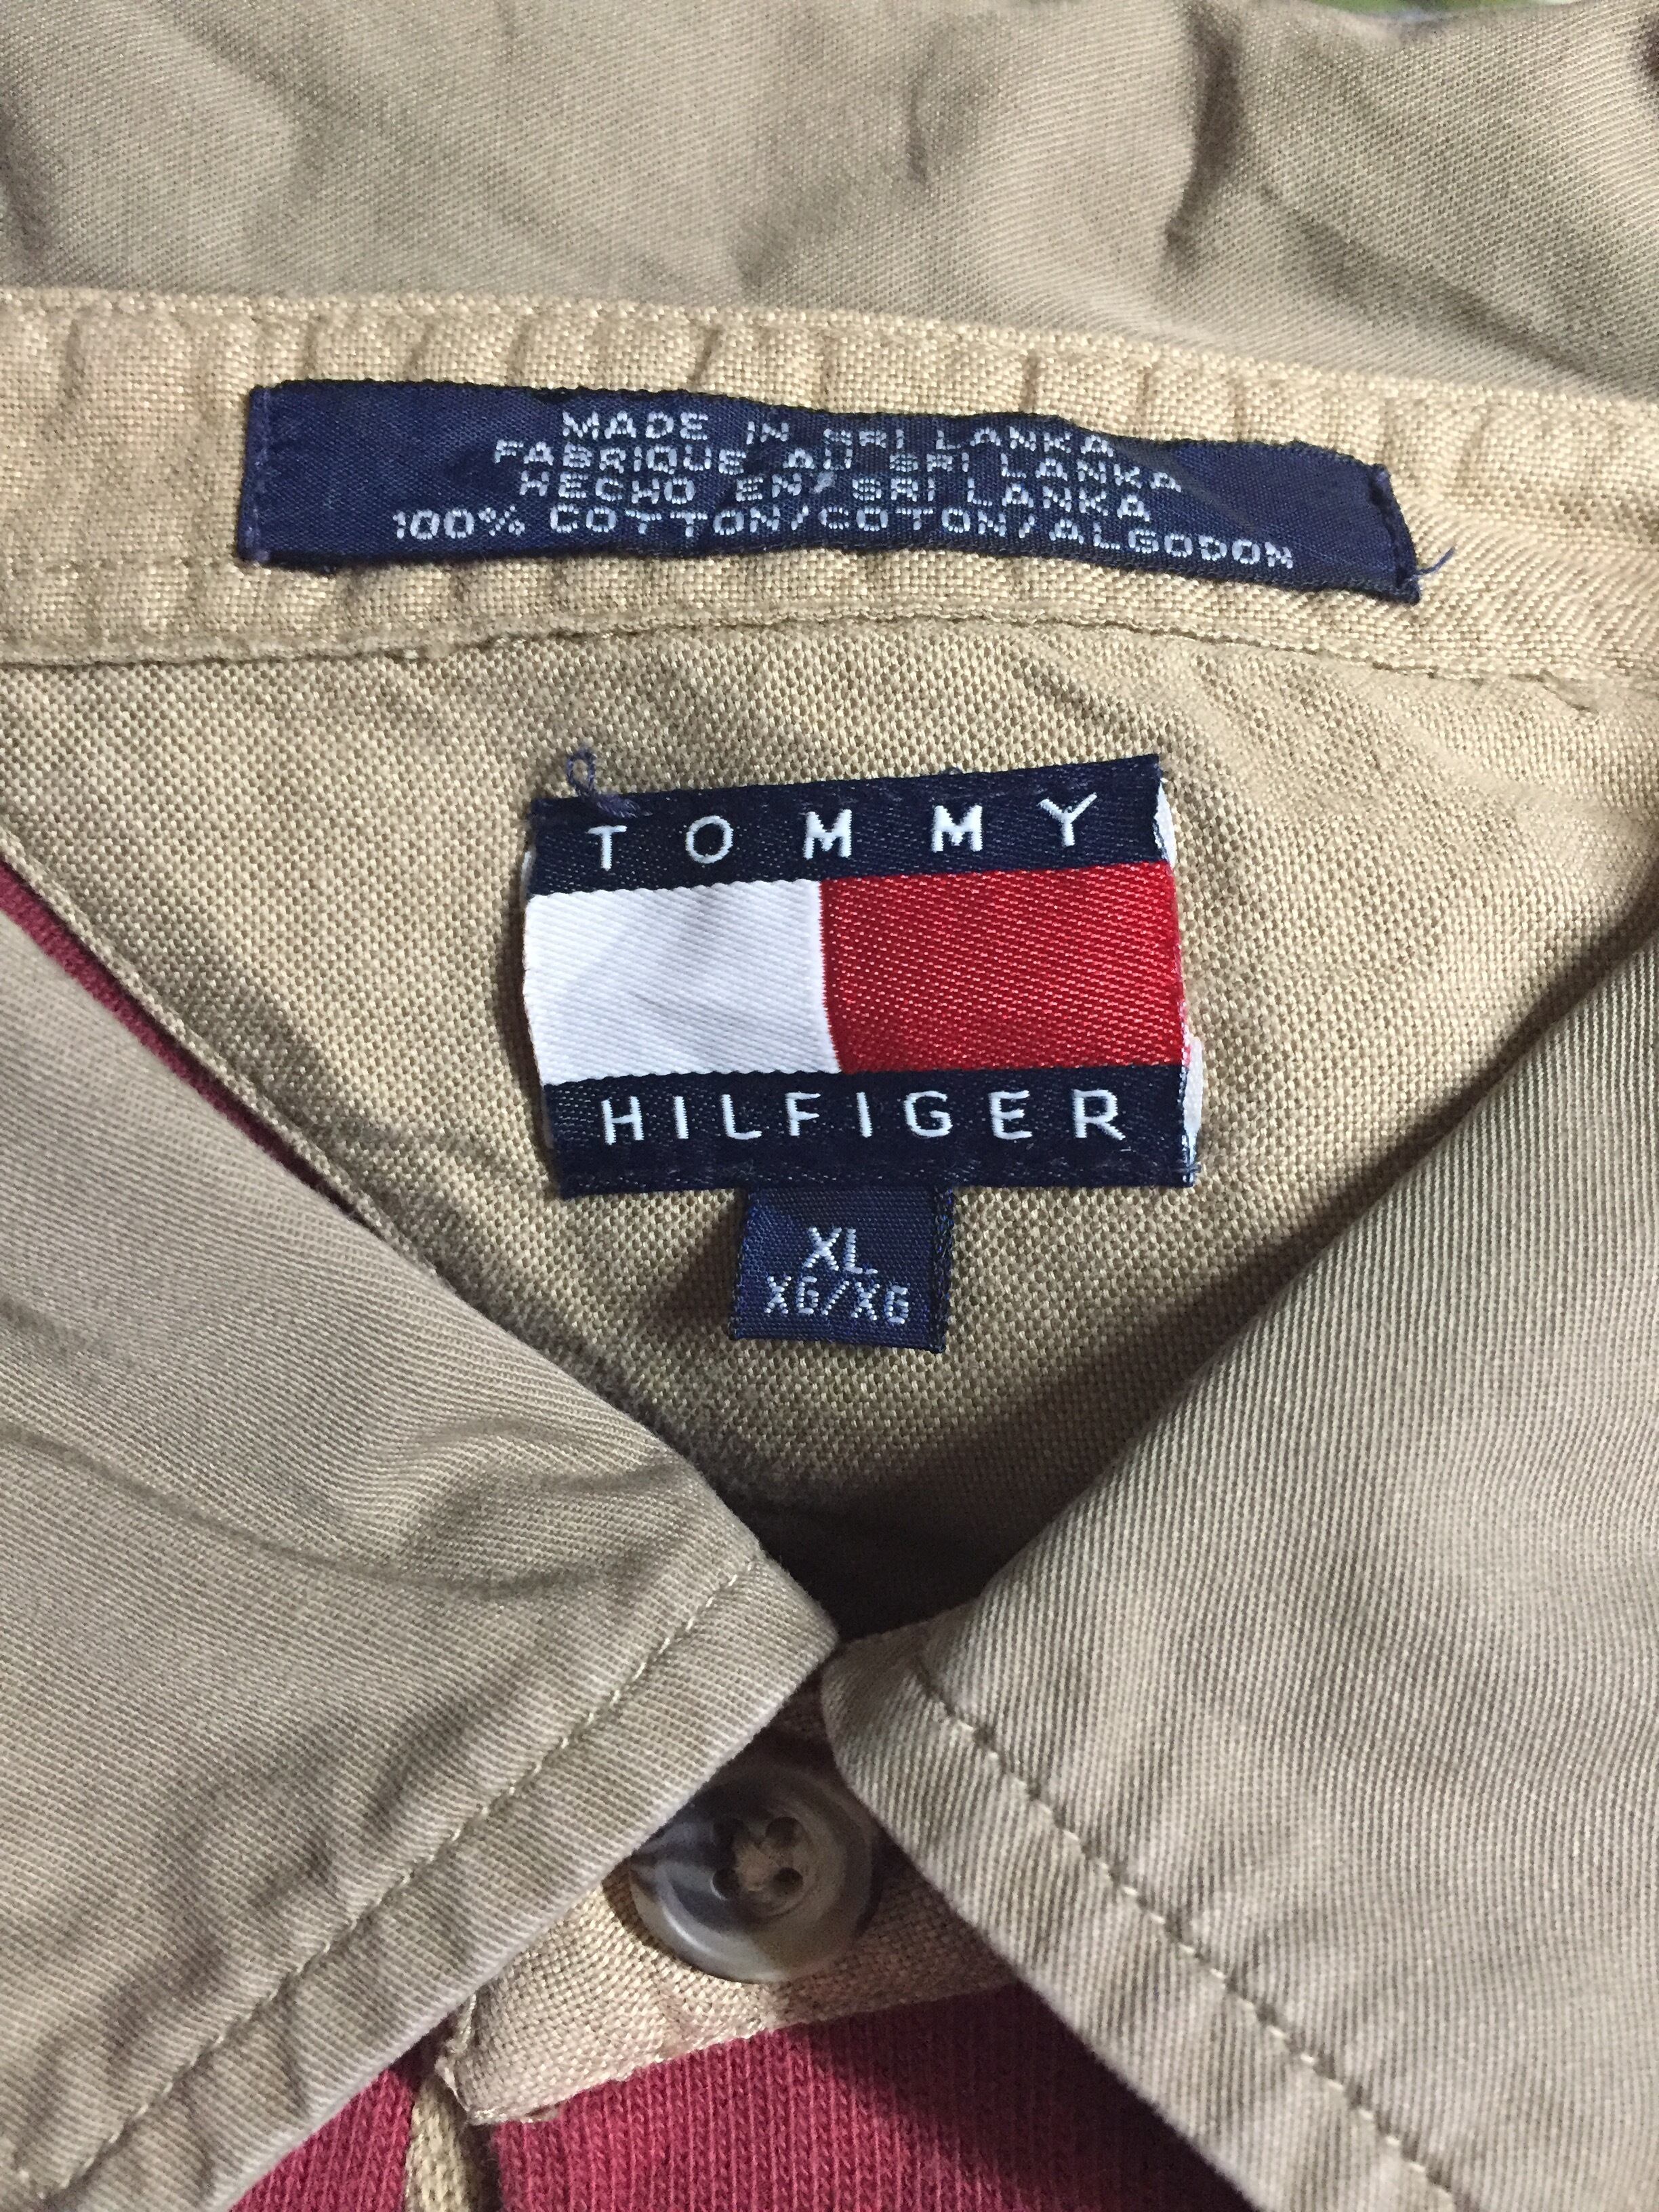 MADE IN SRI LANKA
FABRIQUE AU SRI LANKA
HECHO EN SRI LANKA
100% COTTON/COTON/ALGODON
TOMMY
HILFIGER
XL
XG/XG